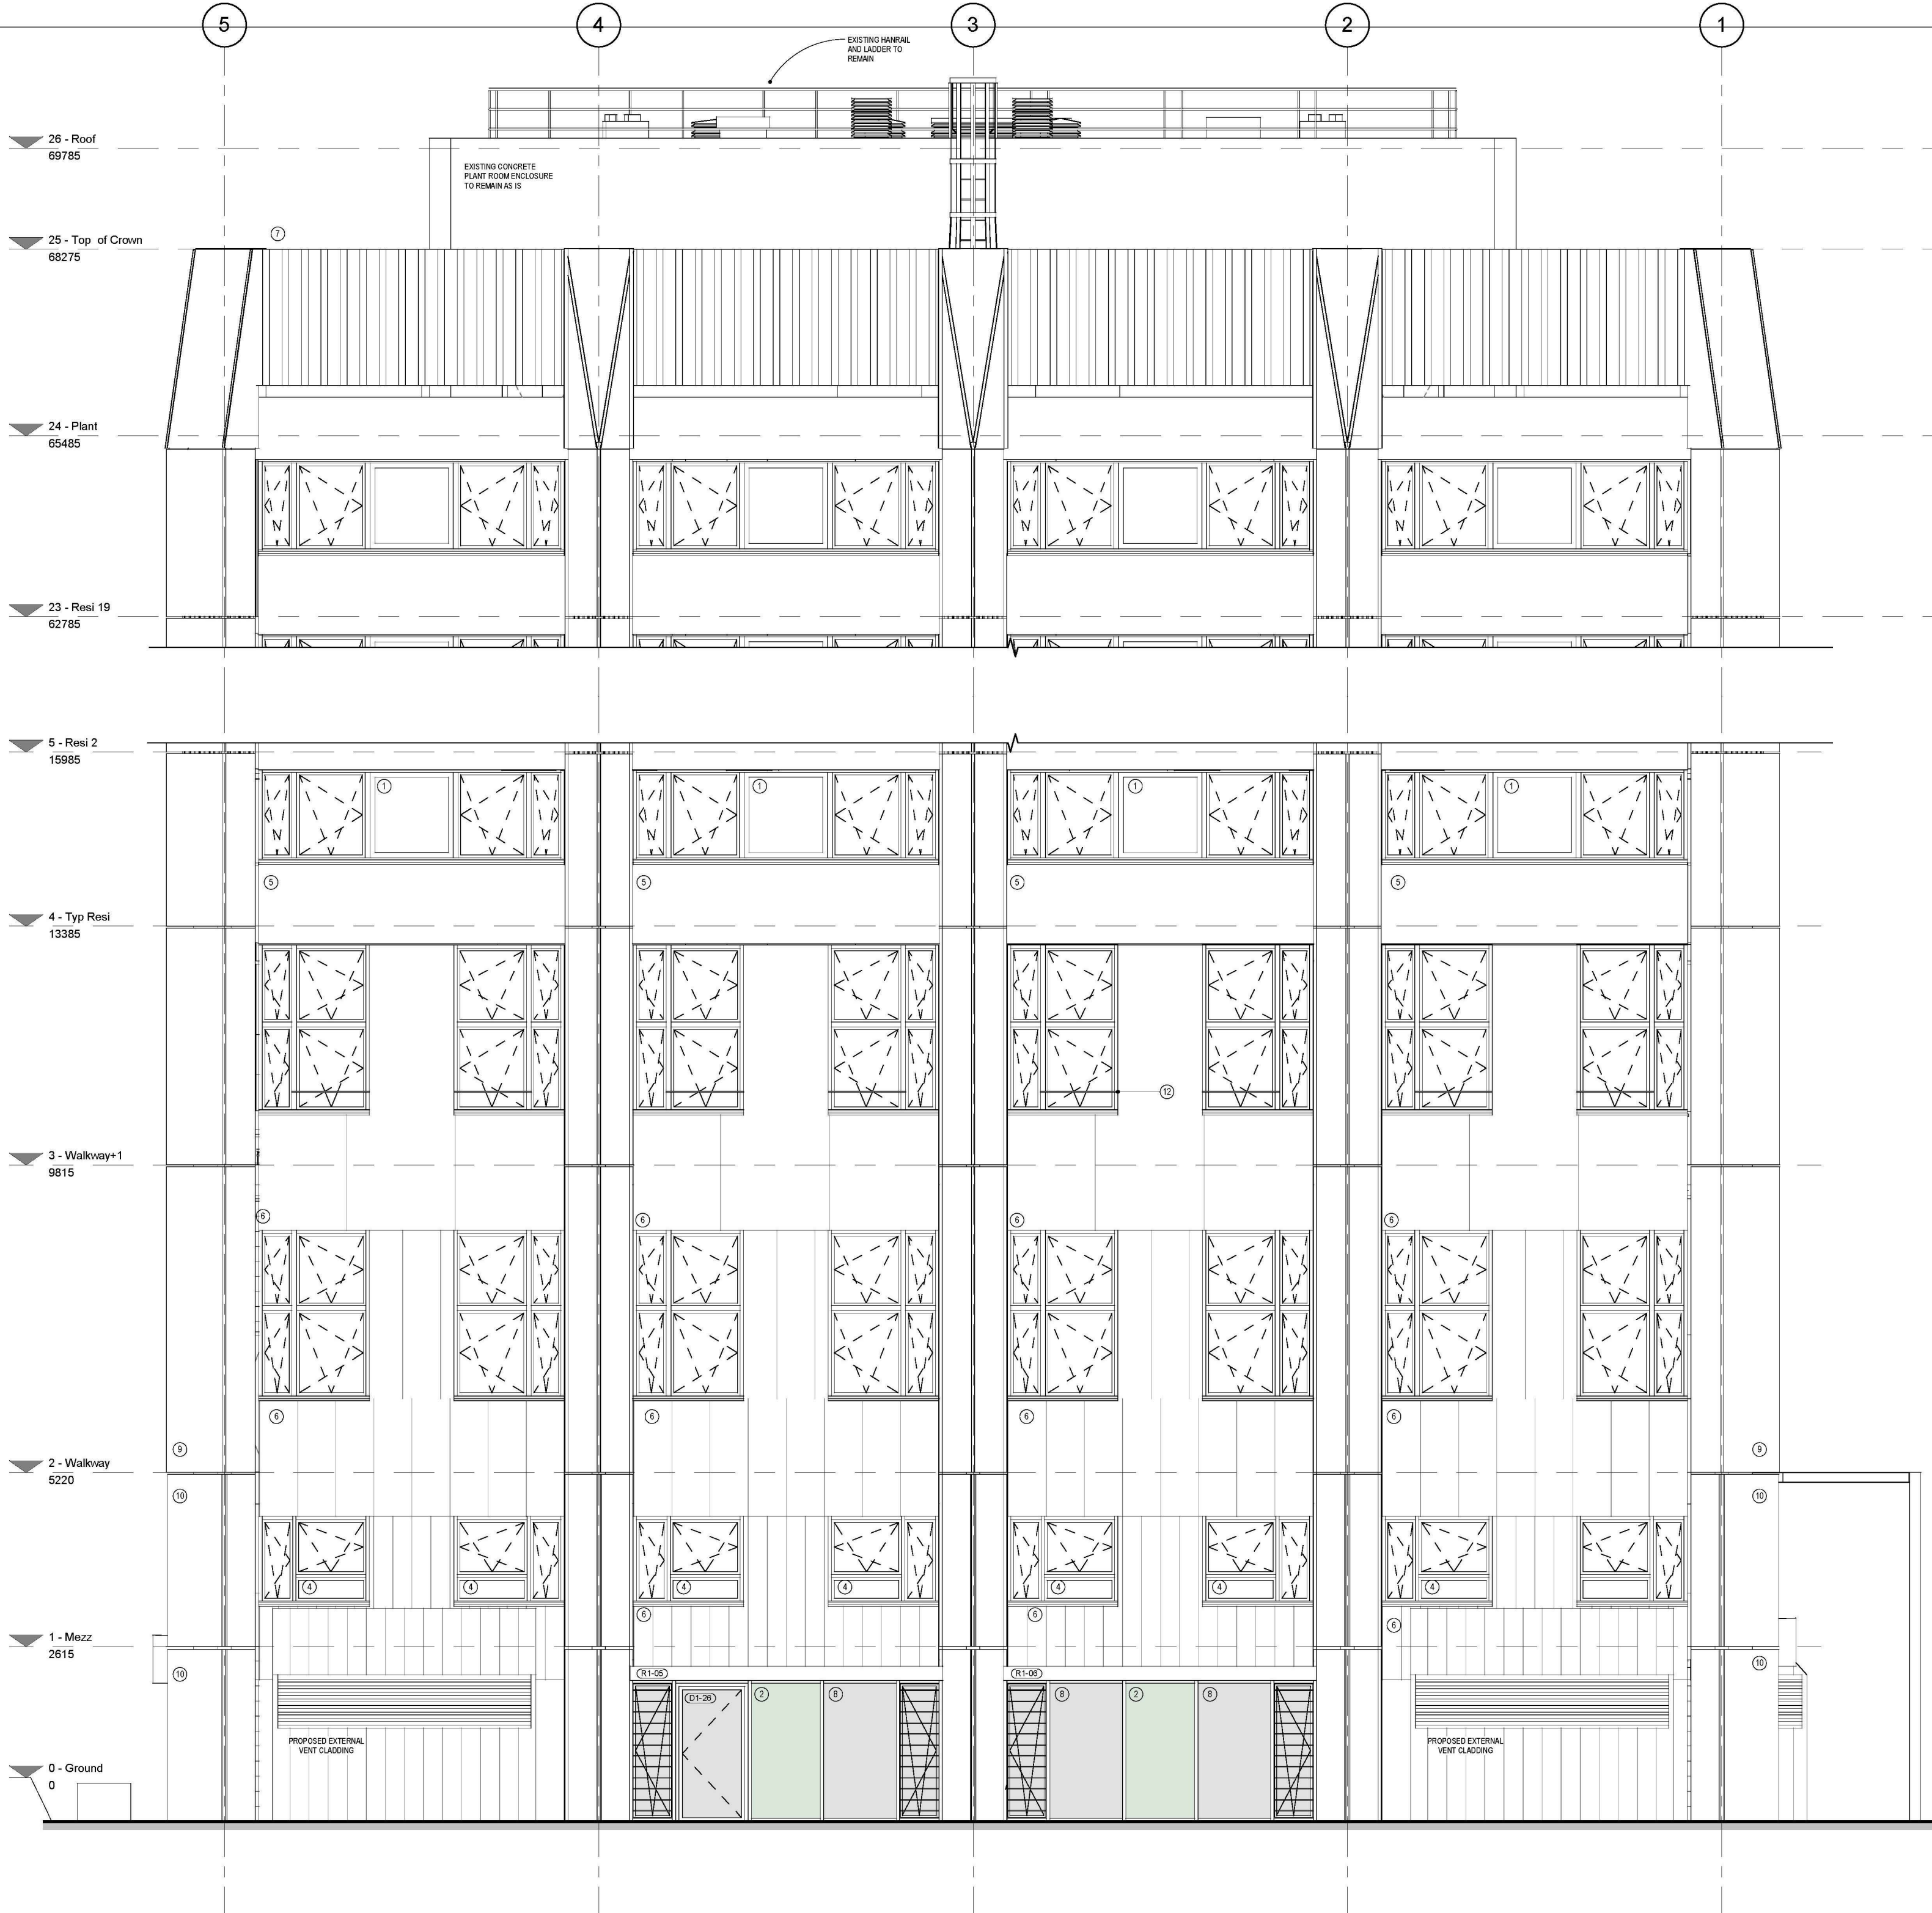 5 4 3 2 1
EXISTING HANRAIL
AND LADDER TO
REMAIN
26 - Roof
69785
EXISTING CONCRETE
PLANT ROOM ENCLOSURE
TO REMAIN AS IS
7
25 - Top of Crown
68275
24 - Plant
65485
23 - Resi 19
62785
5 - Resi 2
15985
1 1 1 1
5 5 5 5
4 - Typ Resi
13385
12
3 - Walkway+1
9815
6 6 6 6
6 6 6 6
9 9
2 - Walkway
5220
10 10
4 4 4 4 4 4 4
6 6 6
1 - Mezz
2615
10 10
R1-05 R1-06
D1-26 2 8 8 2 8
PROPOSED EXTERNAL
VENT CLADDING
PROPOSED EXTERNAL
VENT CLADDING
0 - Ground
0